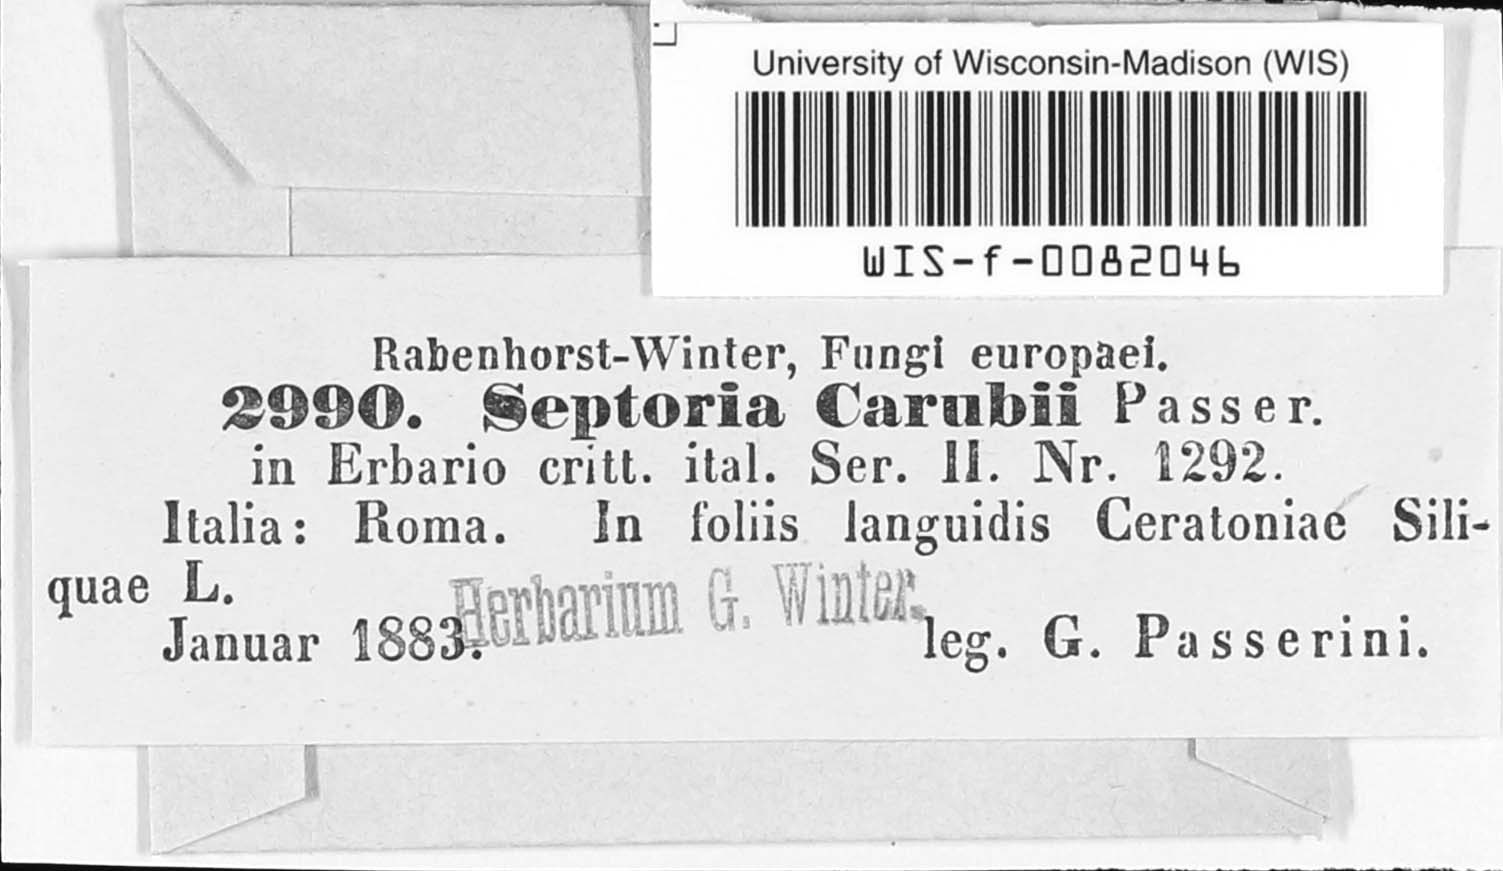 University of Wisconsin-Madison (WIS)
WIS-f-0082046
Rabenhorst-Winter, Fungi europaei.
2990. Septoria Carubii Passer.
in Erbario critt. ital. Ser. II. Nr. 1292.
Italia: Roma. In foliis languidis Ceratoniae Sili-
quae L.
Herbarium G. Winter.
Januar 1883. leg. G. Passerini.